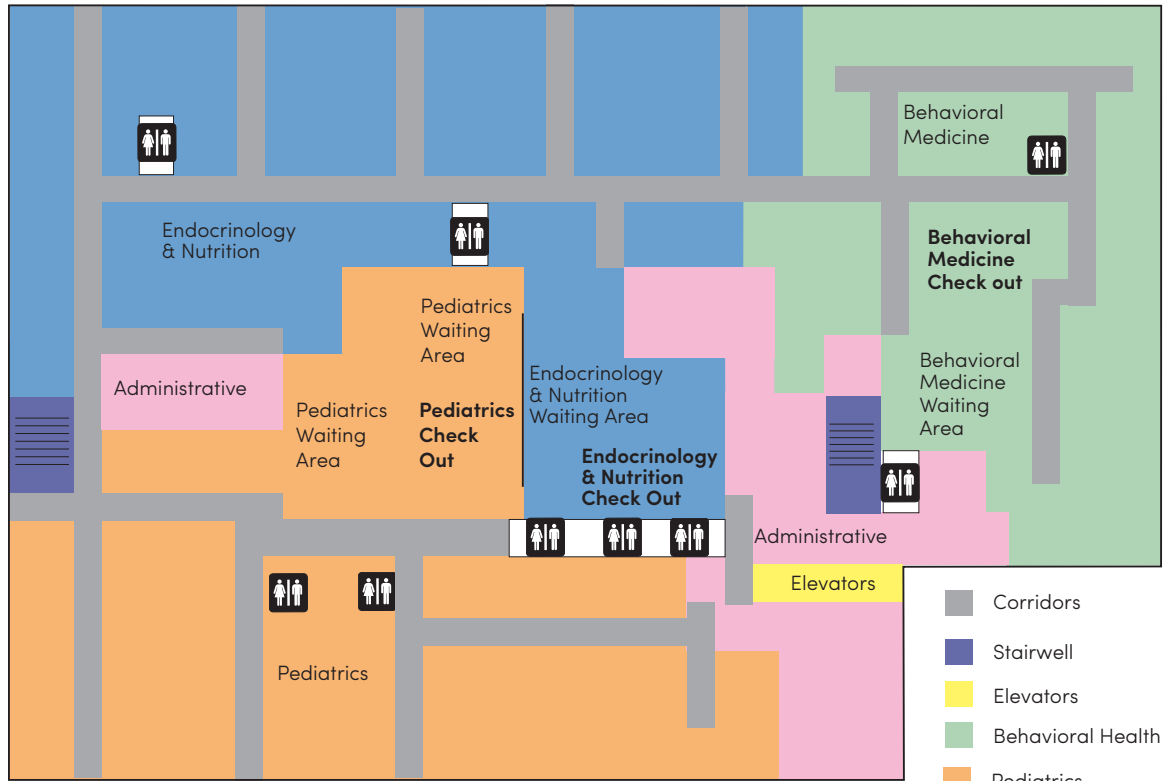 Behavioral
Medicine
Endocrinology
& Nutrition
Behavioral
Medicine
Check out
Pediatrics
Waiting
Area
Endocrinology
& Nutrition
Waiting Area
Behavioral
Medicine
Waiting
Area
Administrative
Pediatrics
Waiting
Area
Pediatrics
Check
Out
Endocrinology
& Nutrition
Check Out
Administrative
Elevators
Pediatrics
Corridors
Stairwell
Elevators
Behavioral Health
Pediatrics